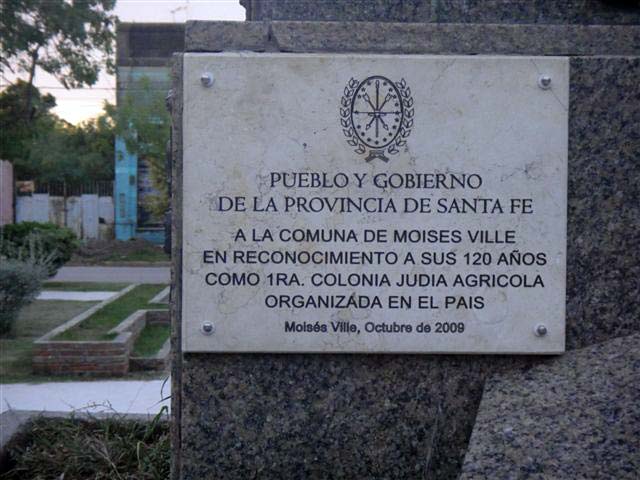 PUEBLO Y GOBIERNO
DE LA PROVINCIA DE SANTA FE
A LA COMUNA DE MOISES VILLE
EN RECONOCIMIENTO A SUS 120 AÑOS
COMO 1RA. COLONIA JUDIA AGRICOLA
ORGANIZADA EN EL PAIS
Moisés Ville, Octubre de 2009